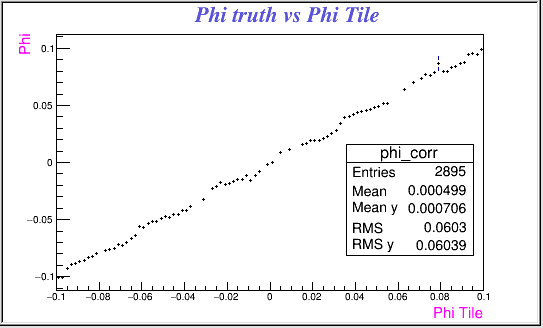 Phi truth vs Phi Tile
Phi
0.1
0.05
0
−0.05
−0.1
−0.1 −0.08 −0.06 −0.04 −0.02 0 0.02 0.04 0.06 0.08 0.1
Phi Tile
phi_corr
Entries 2895
Mean 0.000499
Mean y 0.000706
RMS 0.0603
RMS y 0.06039